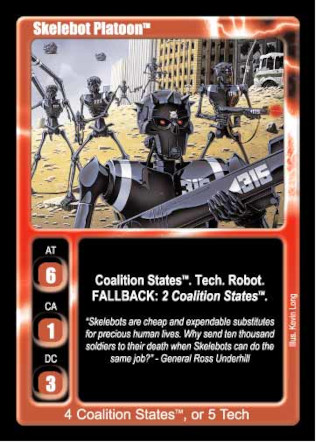 Skelebot Platoon™
316
316
AT
6
CA
1
DC
3
Coalition States™. Tech. Robot.
FALLBACK: 2 Coalition States™.
"Skelebots are cheap and expendable substitutes
for precious human lives. Why send ten thousand
soldiers to their death when Skelebots can do the
same job?" - General Ross Underhill
Illus. Kevin Long
4 Coalition States™, or 5 Tech